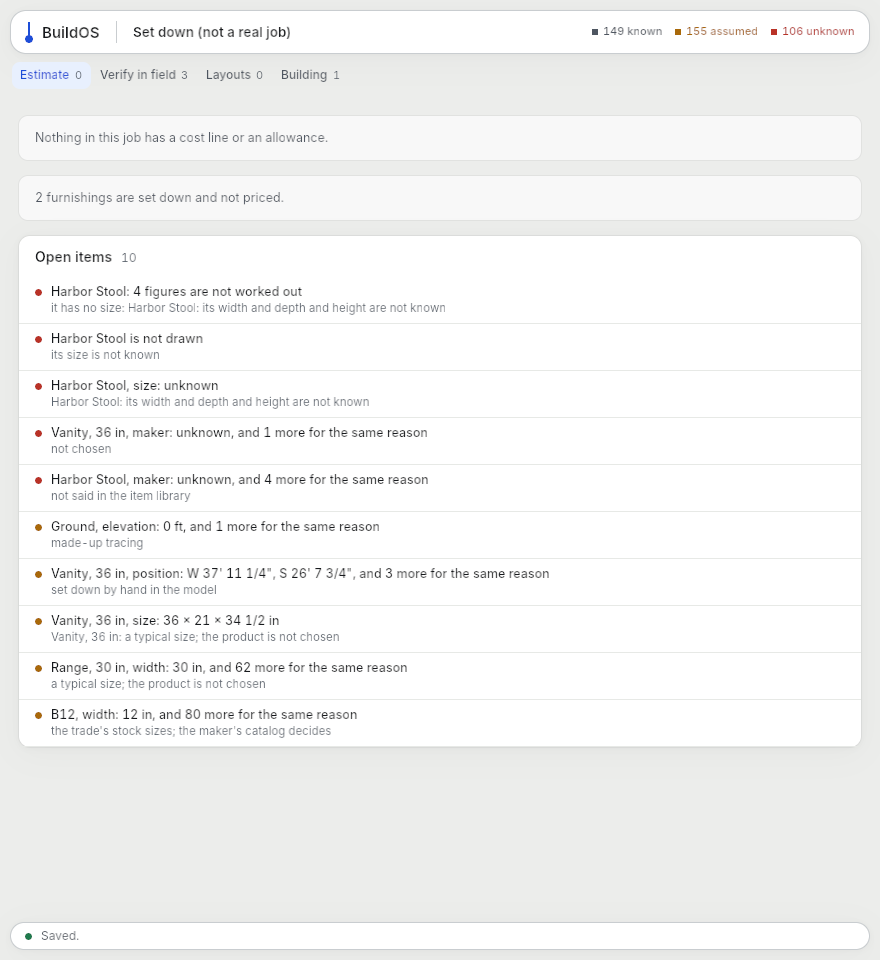 BuildOS
Set down (not a real job)
149 known
155 assumed
106 unknown
Estimate 0
Verify in field 3
Layouts 0
Building 1
Nothing in this job has a cost line or an allowance.
2 furnishings are set down and not priced.
Open items 10
Harbor Stool: 4 figures are not worked out
it has no size: Harbor Stool: its width and depth and height are not known
Harbor Stool is not drawn
its size is not known
Harbor Stool, size: unknown
Harbor Stool: its width and depth and height are not known
Vanity, 36 in, maker: unknown, and 1 more for the same reason
not chosen
Harbor Stool, maker: unknown, and 4 more for the same reason
not said in the item library
Ground, elevation: 0 ft, and 1 more for the same reason
made-up tracing
Vanity, 36 in, position: W 37' 11 1/4", S 26' 7 3/4", and 3 more for the same reason
set down by hand in the model
Vanity, 36 in, size: 36 × 21 × 34 1/2 in
Vanity, 36 in: a typical size; the product is not chosen
Range, 30 in, width: 30 in, and 62 more for the same reason
a typical size; the product is not chosen
B12, width: 12 in, and 80 more for the same reason
the trade's stock sizes; the maker's catalog decides
Saved.